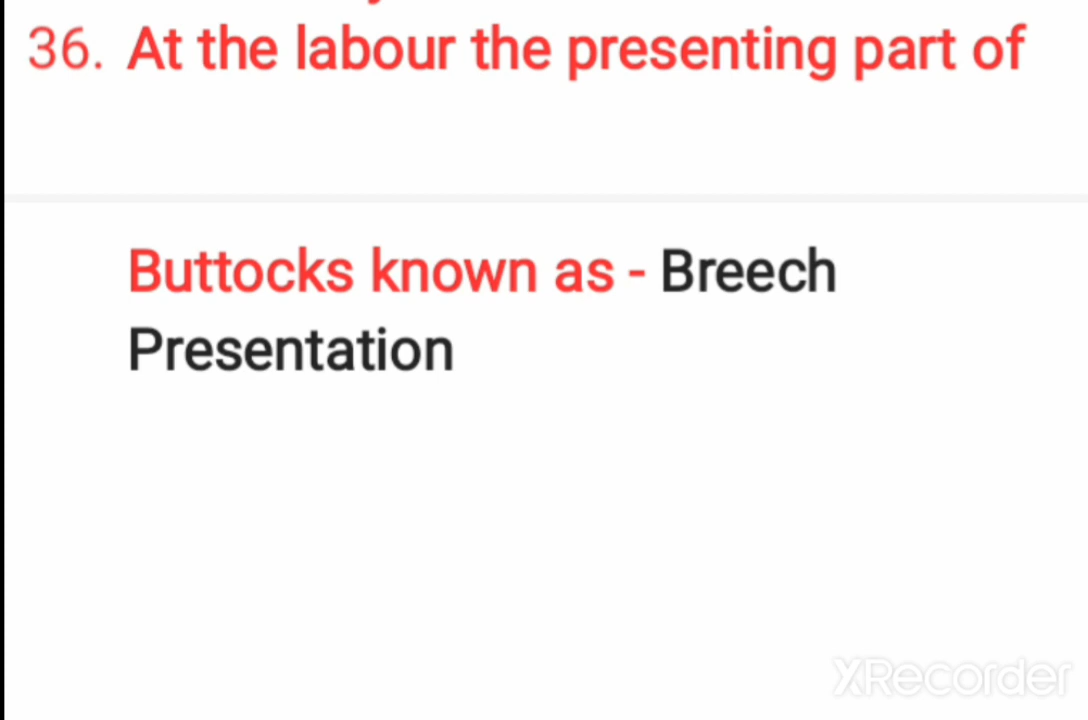 36. At the labour the presenting part of
Buttocks known as - Breech
Presentation
XRecorder